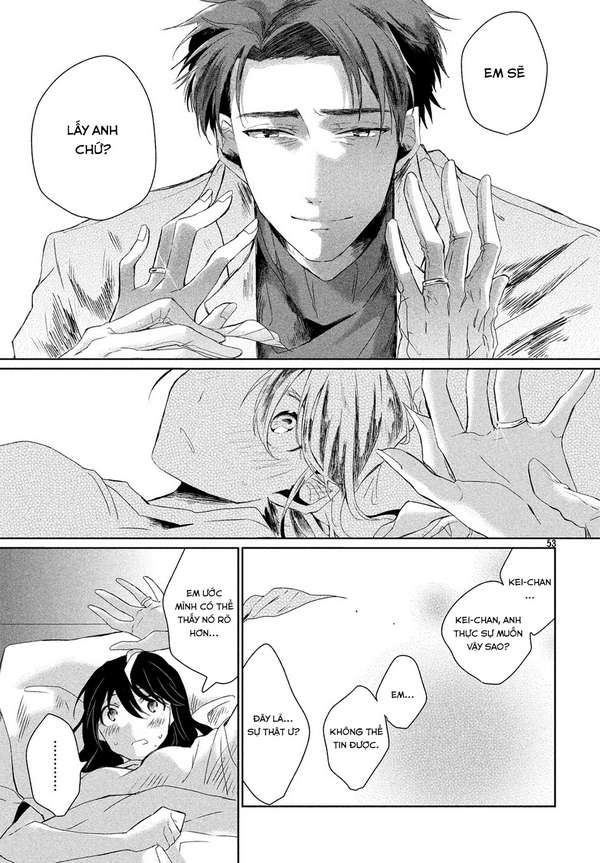 EM SẼ
LẤY ANH
CHỨ?
53
KEI-CHAN
...
KEI-CHAN, ANH
THỰC SỰ MUỐN
VẬY SAO?
EM...
KHÔNG THỂ
TIN ĐƯỢC.
ĐÂY LÀ...
SỰ THẬT Ư?
EM ƯỚC
MÌNH CÓ THỂ
THẤY NÓ RÕ
HƠN...
.........